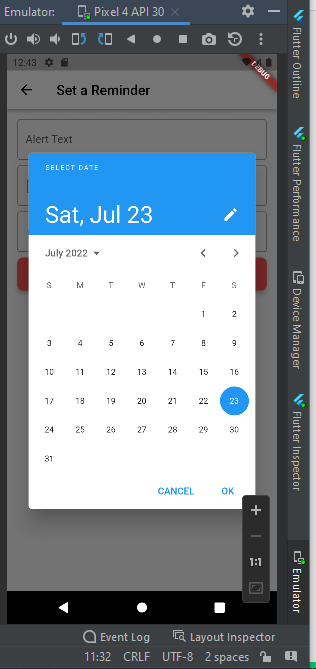 Emulator: Pixel 4 API 30
12:43
DEBUG
Set a Reminder
Alert Text
SELECT DATE
Sat, Jul 23
July 2022
S M T W T F S
1 2
3 4 5 6 7 8 9
10 11 12 13 14 15 16
17 18 19 20 21 22 23
24 25 26 27 28 29 30
31
CANCEL OK
1:1
Flutter Outline
Flutter Performance
Device Manager
Flutter Inspector
Emulator
Event Log Layout Inspector
11:32 CRLF UTF-8 2 spaces